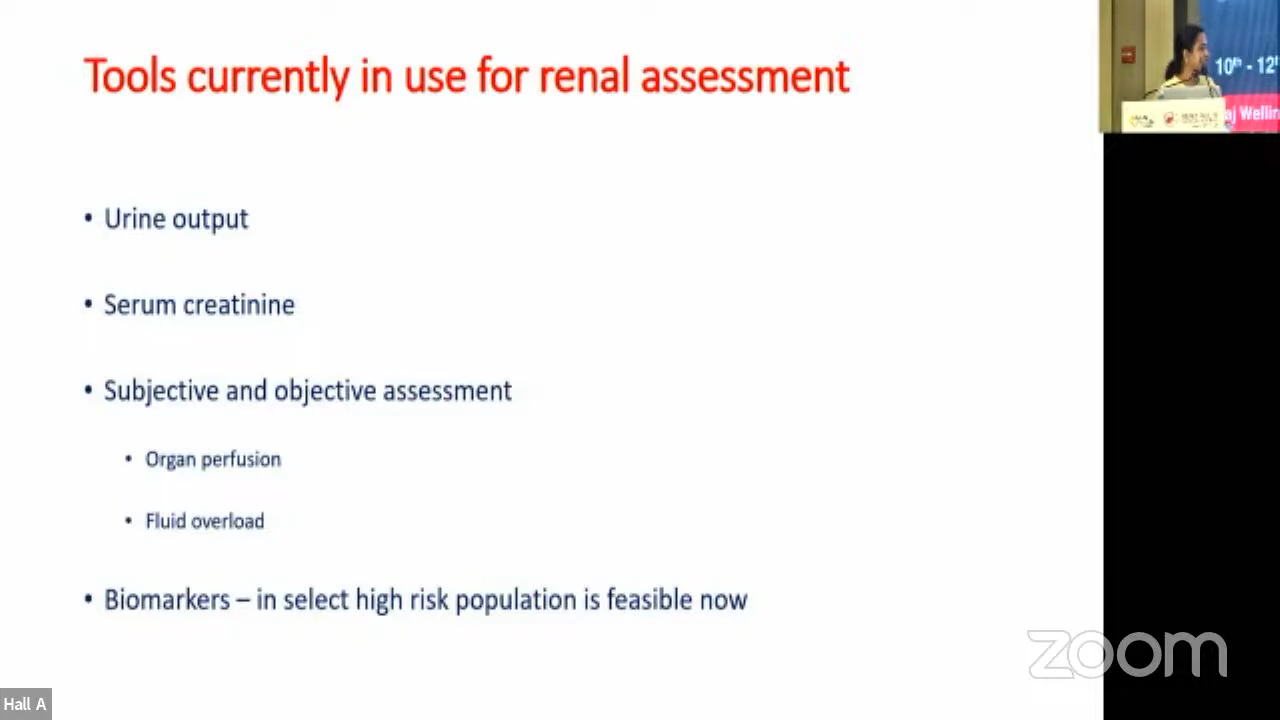 Tools currently in use for renal assessment
• Urine output
• Serum creatinine
• Subjective and objective assessment
• Organ perfusion
• Fluid overload
• Biomarkers – in select high risk population is feasible now
10th - 12t
aj Wellin
zoom
Hall A